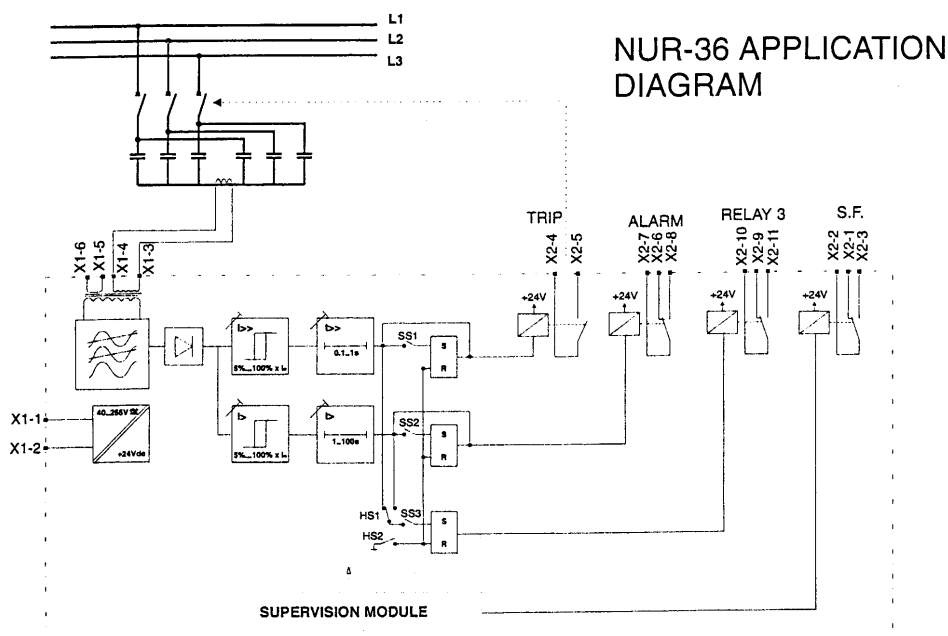 L1
L2
L3
NUR-36 APPLICATION
DIAGRAM
TRIP
ALARM
RELAY 3
S.F.
X1-6
X1-5
X1-4
X1-3
X2-4
X2-5
X2-7
X2-6
X2-8
X2-10
X2-9
X2-11
X2-2
X2-1
X2-3
+24V
+24V
+24V
+24V
I>>
5%...100% x
I>>
0.1..1s
SS1
S
R
X1-1
X1-2
+24Vdc
I>
5%...100% x
I>
1..100s
SS2
S
R
HS1
SS3
HS2
S
R
SUPERVISION MODULE